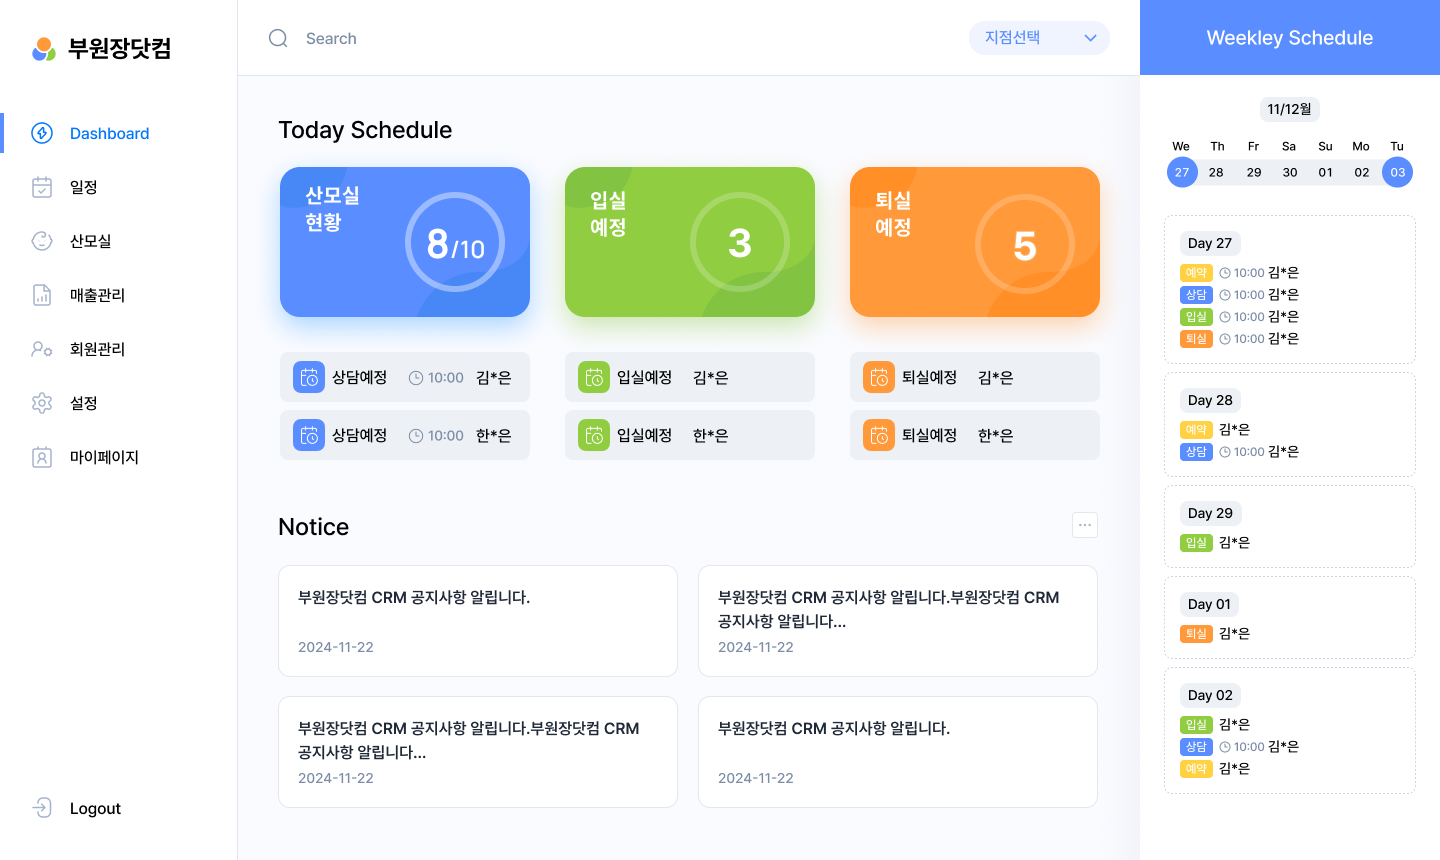 부원장닷컴
Dashboard
일정
산모실
매출관리
회원관리
설정
마이페이지
Logout
Search
지점선택
Today Schedule
산모실
현황
8/10
입실
예정
3
퇴실
예정
5
상담예정 10:00 김*은
상담예정 10:00 한*은
입실예정 김*은
입실예정 한*은
퇴실예정 김*은
퇴실예정 한*은
Notice
부원장닷컴 CRM 공지사항 알립니다.
2024-11-22
부원장닷컴 CRM 공지사항 알립니다.부원장닷컴 CRM
공지사항 알립니다...
2024-11-22
부원장닷컴 CRM 공지사항 알립니다.부원장닷컴 CRM
공지사항 알립니다...
2024-11-22
부원장닷컴 CRM 공지사항 알립니다.
2024-11-22
Weekley Schedule
11/12월
We Th Fr Sa Su Mo Tu
27 28 29 30 01 02 03
Day 27
예약 10:00 김*은
상담 10:00 김*은
입실 10:00 김*은
퇴실 10:00 김*은
Day 28
예약 김*은
상담 10:00 김*은
Day 29
입실 김*은
Day 01
퇴실 김*은
Day 02
입실 김*은
상담 10:00 김*은
예약 김*은